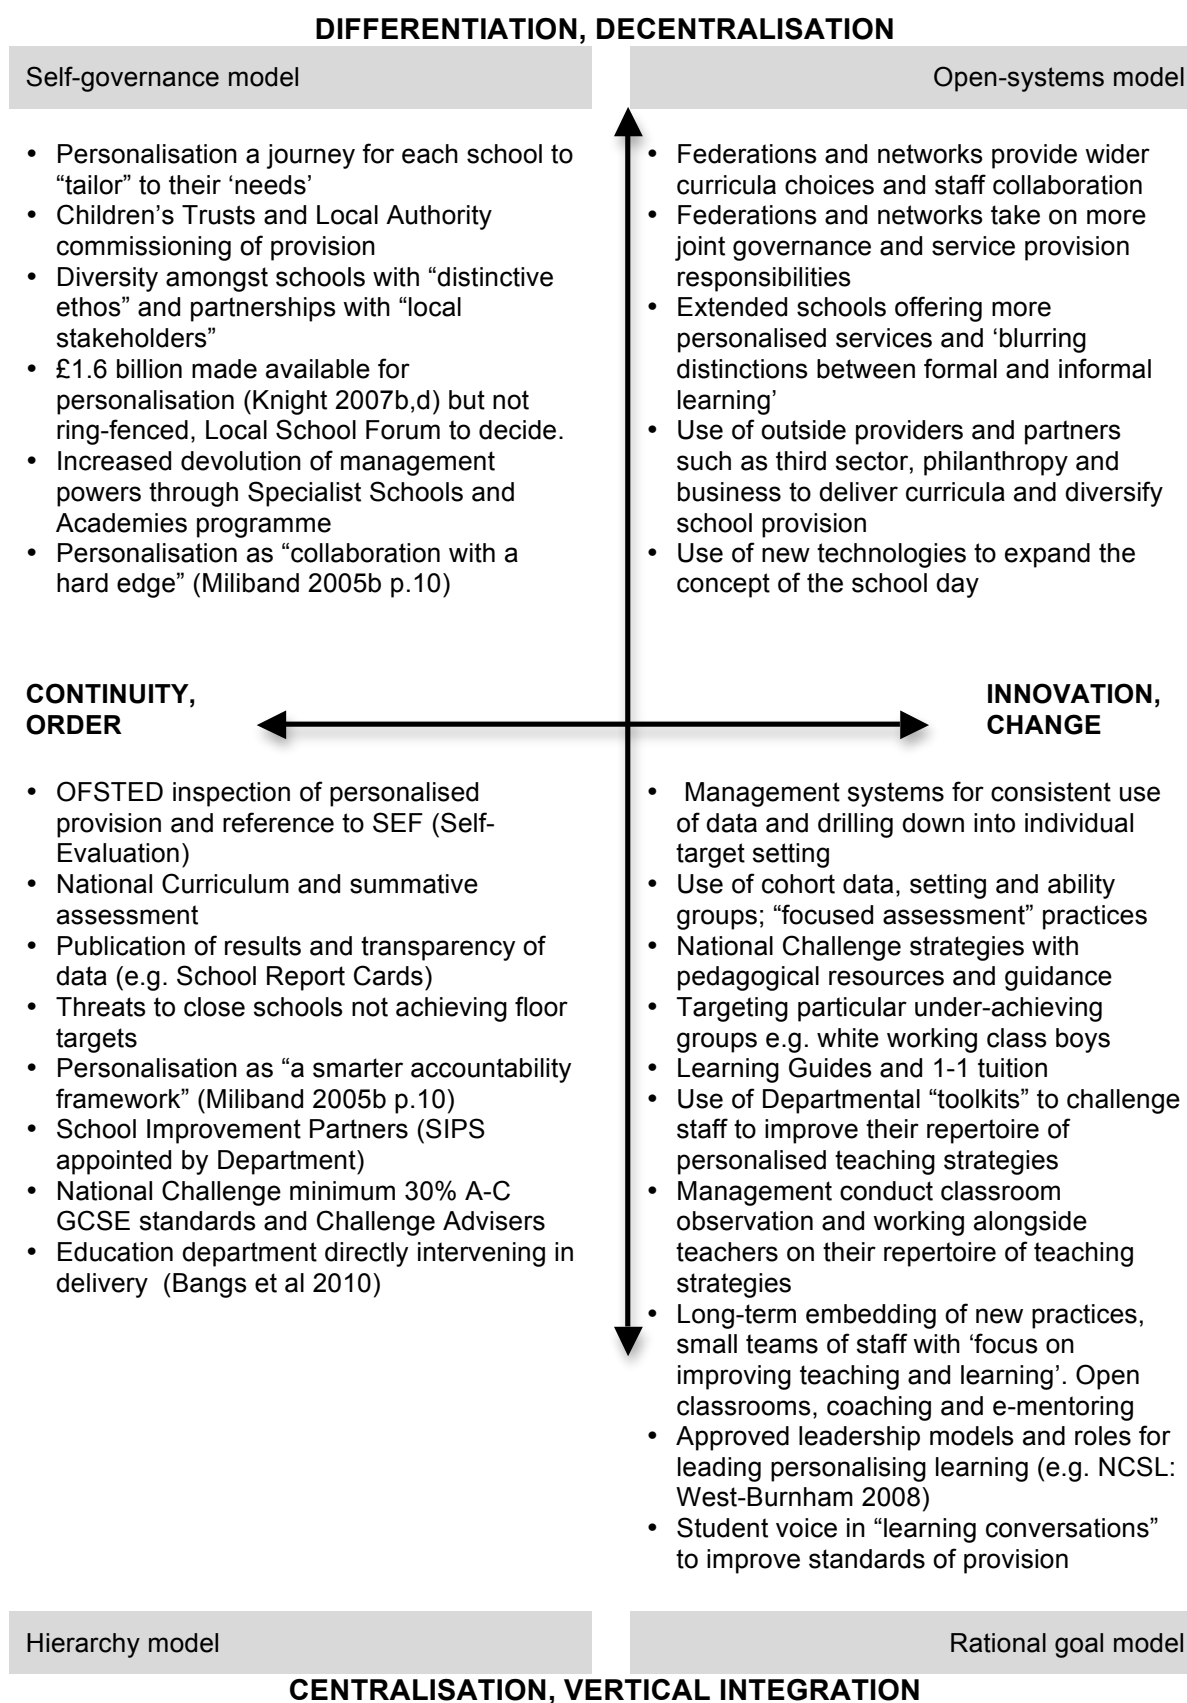 DIFFERENTIATION, DECENTRALISATION
Self-governance model
Open-systems model
• Personalisation a journey for each school to
“tailor” to their ‘needs’
• Children’s Trusts and Local Authority
commissioning of provision
• Diversity amongst schools with “distinctive
ethos” and partnerships with “local
stakeholders”
• £1.6 billion made available for
personalisation (Knight 2007b,d) but not
ring-fenced, Local School Forum to decide.
• Increased devolution of management
powers through Specialist Schools and
Academies programme
• Personalisation as “collaboration with a
hard edge” (Miliband 2005b p.10)
• Federations and networks provide wider
curricula choices and staff collaboration
• Federations and networks take on more
joint governance and service provision
responsibilities
• Extended schools offering more
personalised services and ‘blurring
distinctions between formal and informal
learning’
• Use of outside providers and partners
such as third sector, philanthropy and
business to deliver curricula and diversify
school provision
• Use of new technologies to expand the
concept of the school day
CONTINUITY,
ORDER
INNOVATION,
CHANGE
• OFSTED inspection of personalised
provision and reference to SEF (Self-
Evaluation)
• National Curriculum and summative
assessment
• Publication of results and transparency of
data (e.g. School Report Cards)
• Threats to close schools not achieving floor
targets
• Personalisation as “a smarter accountability
framework” (Miliband 2005b p.10)
• School Improvement Partners (SIPS
appointed by Department)
• National Challenge minimum 30% A-C
GCSE standards and Challenge Advisers
• Education department directly intervening in
delivery (Bangs et al 2010)
• Management systems for consistent use
of data and drilling down into individual
target setting
• Use of cohort data, setting and ability
groups; “focused assessment” practices
• National Challenge strategies with
pedagogical resources and guidance
• Targeting particular under-achieving
groups e.g. white working class boys
• Learning Guides and 1-1 tuition
• Use of Departmental “toolkits” to challenge
staff to improve their repertoire of
personalised teaching strategies
• Management conduct classroom
observation and working alongside
teachers on their repertoire of teaching
strategies
• Long-term embedding of new practices,
small teams of staff with ‘focus on
improving teaching and learning’. Open
classrooms, coaching and e-mentoring
• Approved leadership models and roles for
leading personalising learning (e.g. NCSL:
West-Burnham 2008)
• Student voice in “learning conversations”
to improve standards of provision
Hierarchy model
Rational goal model
CENTRALISATION, VERTICAL INTEGRATION